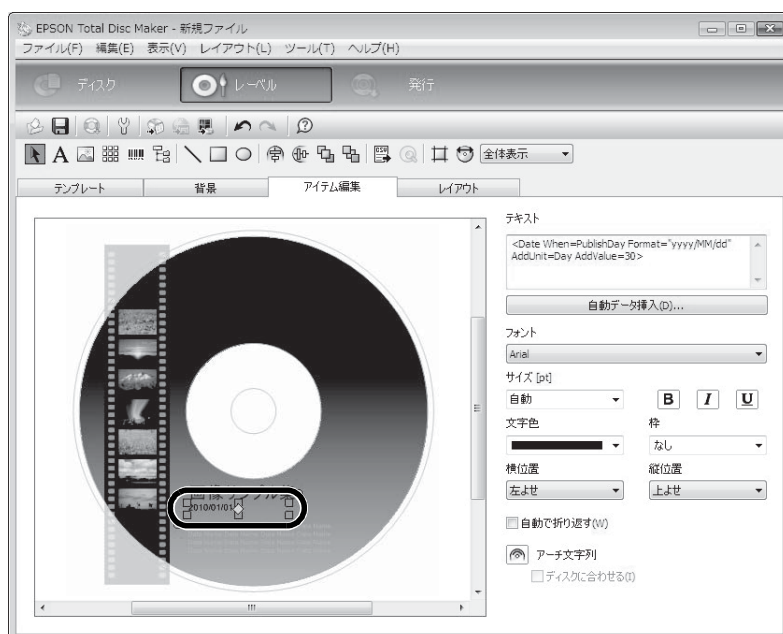 EPSON Total Disc Maker - 新規ファイル
ファイル(F) 編集(E) 表示(V) レイアウト(L) ツール(T) ヘルプ(H)
ディスク レーベル 発行
全体表示
テンプレート 背景 アイテム編集 レイアウト
テキスト
<Date When=PublishDay Format="yyyy/MM/dd"
AddUnit=Day AddValue=30>
自動データ挿入(D)...
フォント
Arial
サイズ [pt]
自動 B I U
文字色 枠
なし
横位置 縦位置
左よせ 上よせ
自動で折り返す(W)
アーチ文字列
ディスクに合わせる(I)
画像サンプル集
2010/01/01